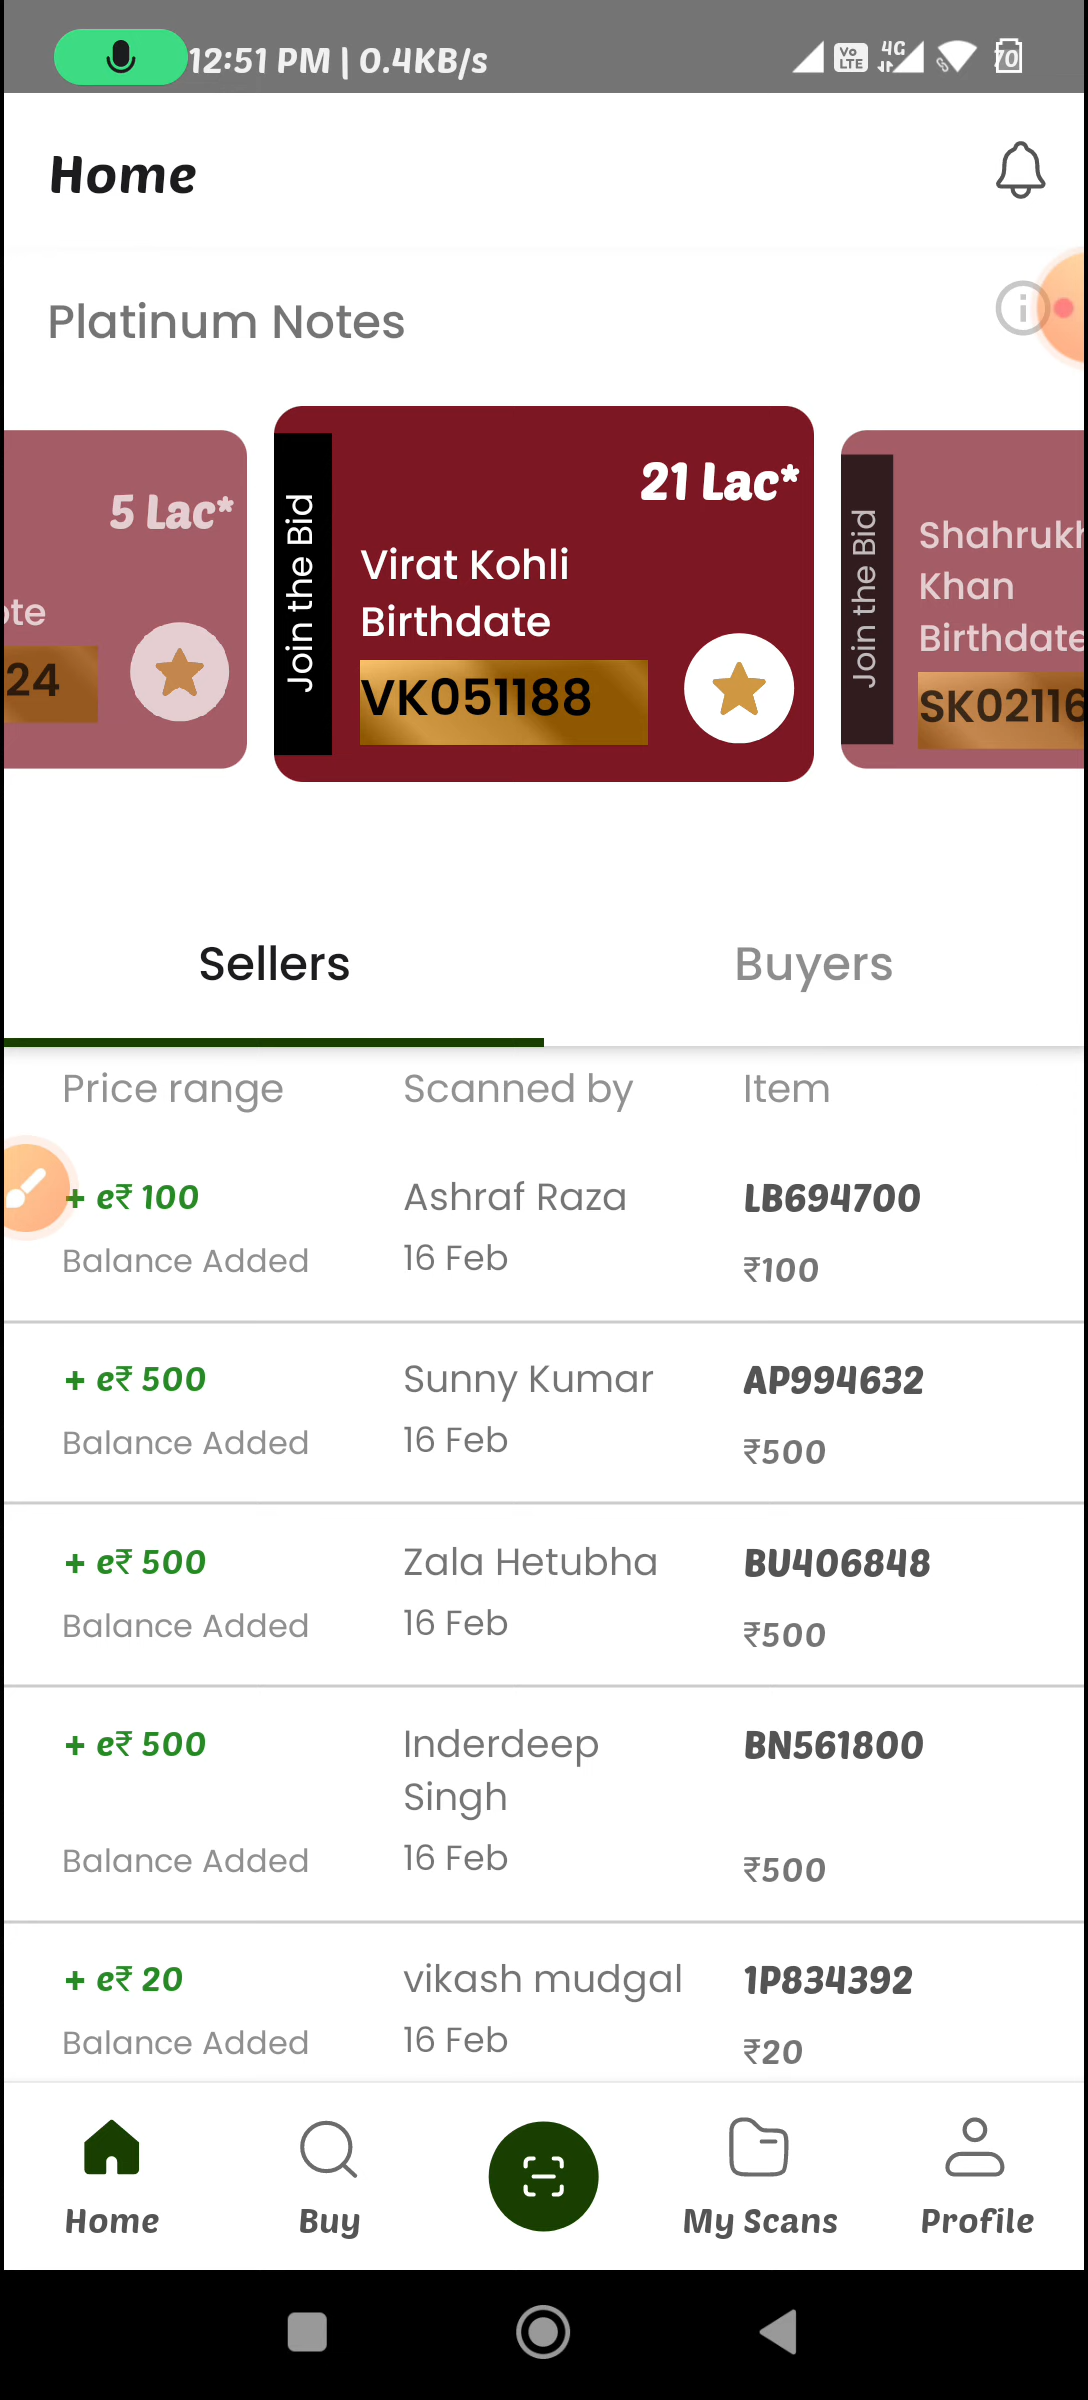 12:51 PM | 0.4KB/s
Vo LTE
4G
70
Home
Platinum Notes
5 Lac*
24
Join the Bid
21 Lac*
Virat Kohli
Birthdate
VK051188
Join the Bid
Khan
Birthdate
SK02116
Sellers
Buyers
Price range
Scanned by
Item
+ e₹ 100
Ashraf Raza
LB694700
Balance Added
16 Feb
₹100
+ e₹ 500
Sunny Kumar
AP994632
Balance Added
16 Feb
₹500
+ e₹ 500
Zala Hetubha
BU406848
Balance Added
16 Feb
₹500
+ e₹ 500
Inderdeep
Singh
BN561800
Balance Added
16 Feb
₹500
+ e₹ 20
vikash mudgal
1P834392
Balance Added
16 Feb
₹20
Home
Buy
My Scans
Profile